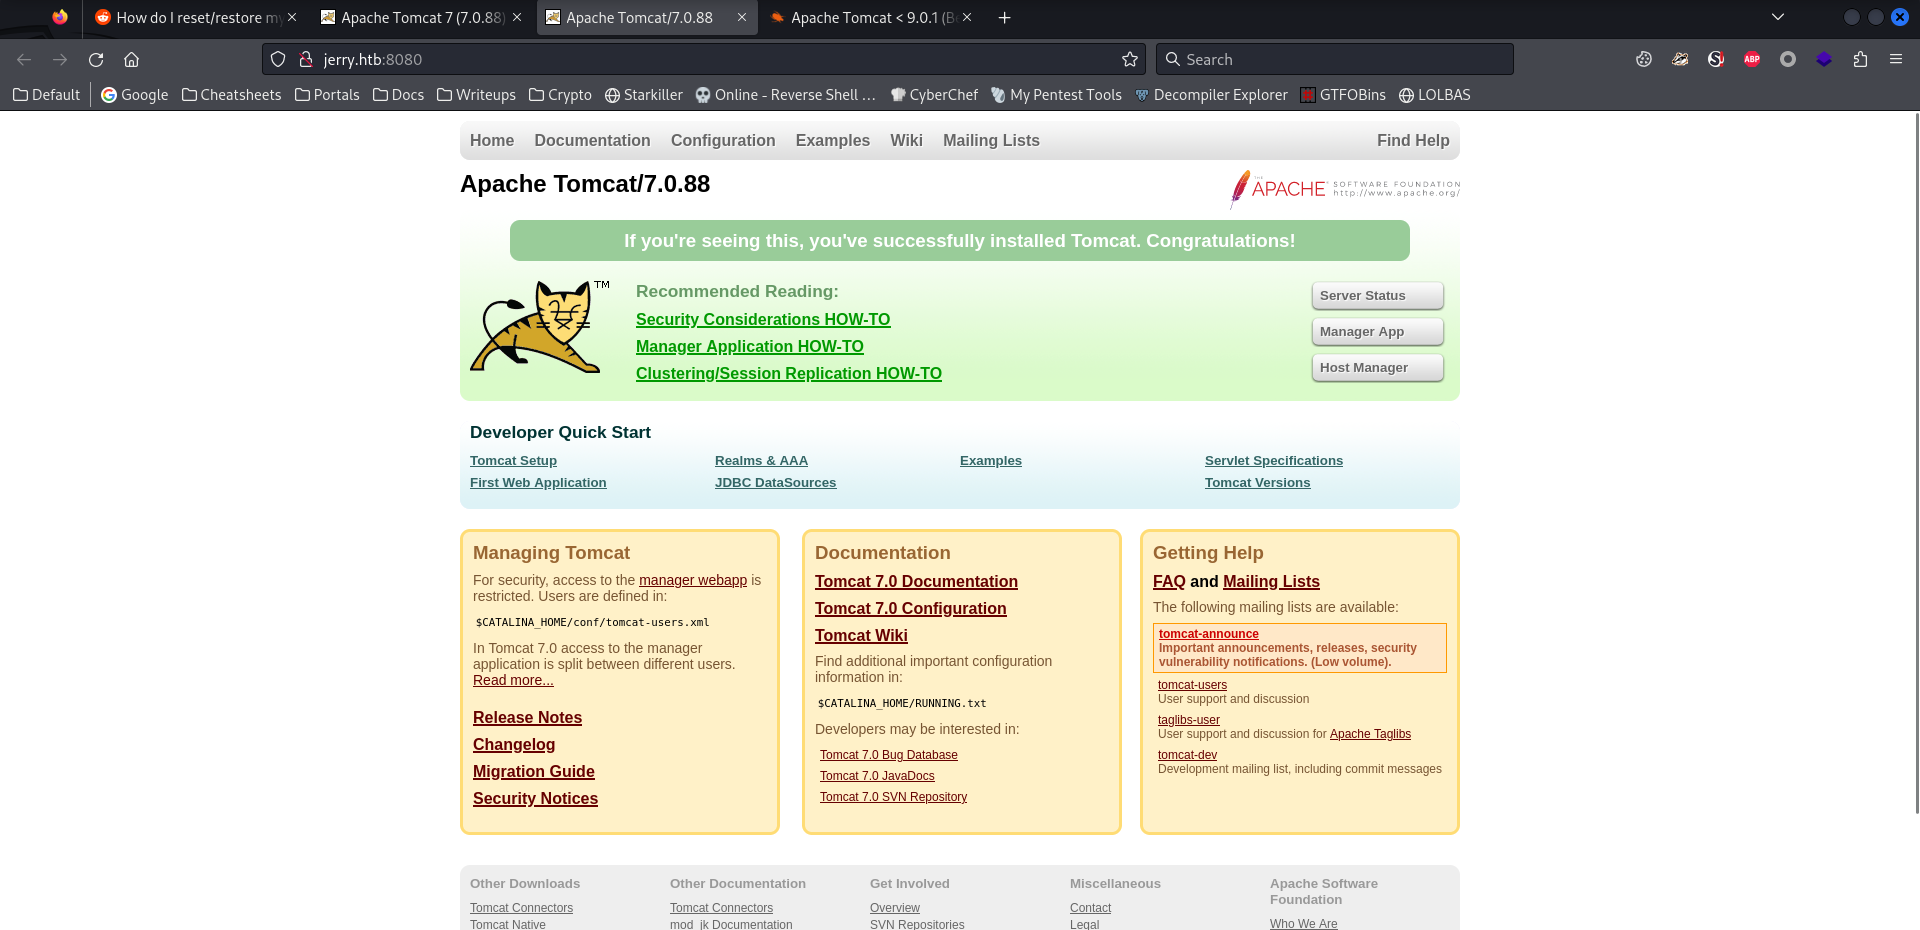 How do I reset/restore my
Apache Tomcat 7 (7.0.88)
Apache Tomcat/7.0.88
Apache Tomcat < 9.0.1 (Be
jerry.htb:8080
Search
ABP
Default
Google
Cheatsheets
Portals
Docs
Writeups
Crypto
Starkiller
Online - Reverse Shell …
CyberChef
My Pentest Tools
Decompiler Explorer
GTFOBins
LOLBAS
Home Documentation Configuration Examples Wiki Mailing Lists Find Help
Apache Tomcat/7.0.88
THE APACHE SOFTWARE FOUNDATION
http://www.apache.org/
If you're seeing this, you've successfully installed Tomcat. Congratulations!
TM
Recommended Reading:
Security Considerations HOW-TO
Manager Application HOW-TO
Clustering/Session Replication HOW-TO
Server Status
Manager App
Host Manager
Developer Quick Start
Tomcat Setup
First Web Application
Realms & AAA
JDBC DataSources
Examples
Servlet Specifications
Tomcat Versions
Managing Tomcat
For security, access to the manager webapp is
restricted. Users are defined in:
$CATALINA_HOME/conf/tomcat-users.xml
In Tomcat 7.0 access to the manager
application is split between different users.
Read more...
Release Notes
Changelog
Migration Guide
Security Notices
Documentation
Tomcat 7.0 Documentation
Tomcat 7.0 Configuration
Tomcat Wiki
Find additional important configuration
information in:
$CATALINA_HOME/RUNNING.txt
Developers may be interested in:
Tomcat 7.0 Bug Database
Tomcat 7.0 JavaDocs
Tomcat 7.0 SVN Repository
Getting Help
FAQ and Mailing Lists
The following mailing lists are available:
tomcat-announce
Important announcements, releases, security
vulnerability notifications. (Low volume).
tomcat-users
User support and discussion
taglibs-user
User support and discussion for Apache Taglibs
tomcat-dev
Development mailing list, including commit messages
Other Downloads
Tomcat Connectors
Tomcat Native
Other Documentation
Tomcat Connectors
mod_jk Documentation
Get Involved
Overview
SVN Repositories
Miscellaneous
Contact
Legal
Apache Software
Foundation
Who We Are